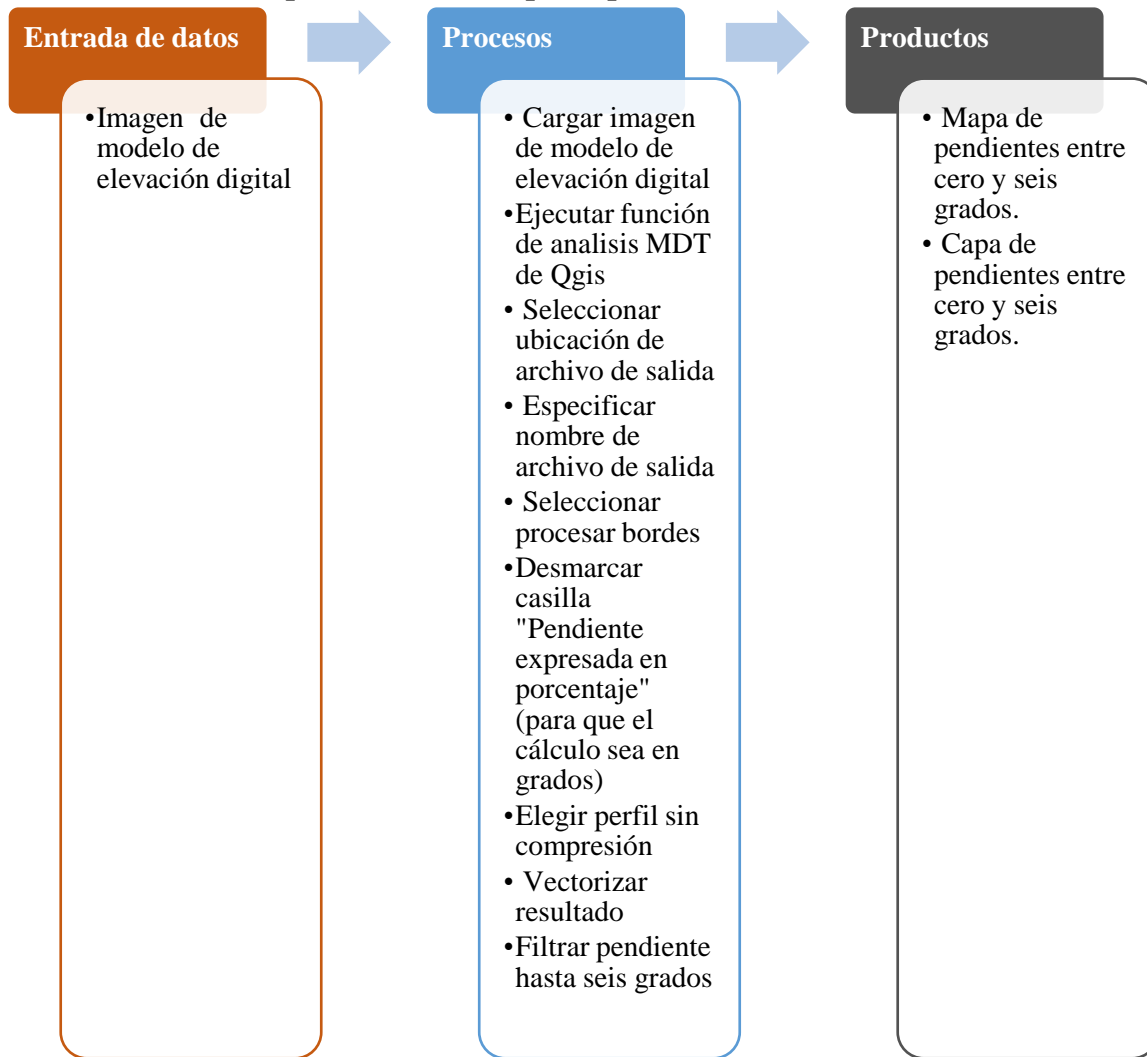 Entrada de datos
•Imagen de
modelo de
elevación digital
Procesos
• Cargar imagen
de modelo de
elevación digital
•Ejecutar función
de analisis MDT
de Qgis
• Seleccionar
ubicación de
archivo de salida
• Especificar
nombre de
archivo de salida
• Seleccionar
procesar bordes
•Desmarcar
casilla
"Pendiente
expresada en
porcentaje"
(para que el
cálculo sea en
grados)
•Elegir perfil sin
compresión
• Vectorizar
resultado
•Filtrar pendiente
hasta seis grados
Productos
• Mapa de
pendientes entre
cero y seis
grados.
• Capa de
pendientes entre
cero y seis
grados.